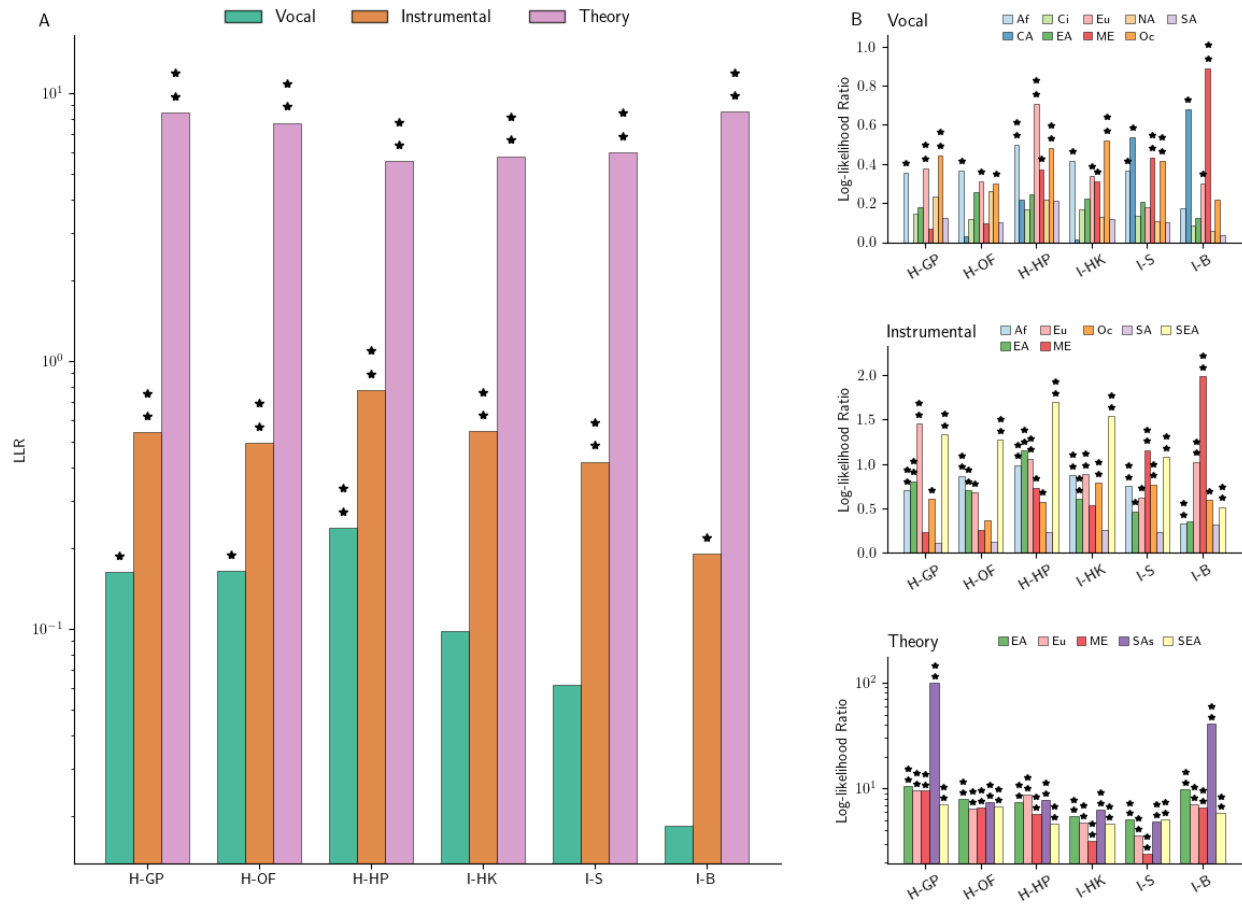 A
Vocal Instrumental Theory
10¹
10⁰
10⁻¹
LLR
H-GP H-OF H-HP I-HK I-S I-B
B
Vocal
Af Ci Eu NA SA
CA EA ME Oc
1.0
0.8
0.6
0.4
0.2
0.0
Log-likelihood Ratio
H-GP H-OF H-HP I-HK I-S I-B
Instrumental
Af Eu Oc SA SEA
EA ME
2.0
1.5
1.0
0.5
0.0
Log-likelihood Ratio
H-GP H-OF H-HP I-HK I-S I-B
Theory
EA Eu ME SAs SEA
10²
10¹
Log-likelihood Ratio
H-GP H-OF H-HP I-HK I-S I-B